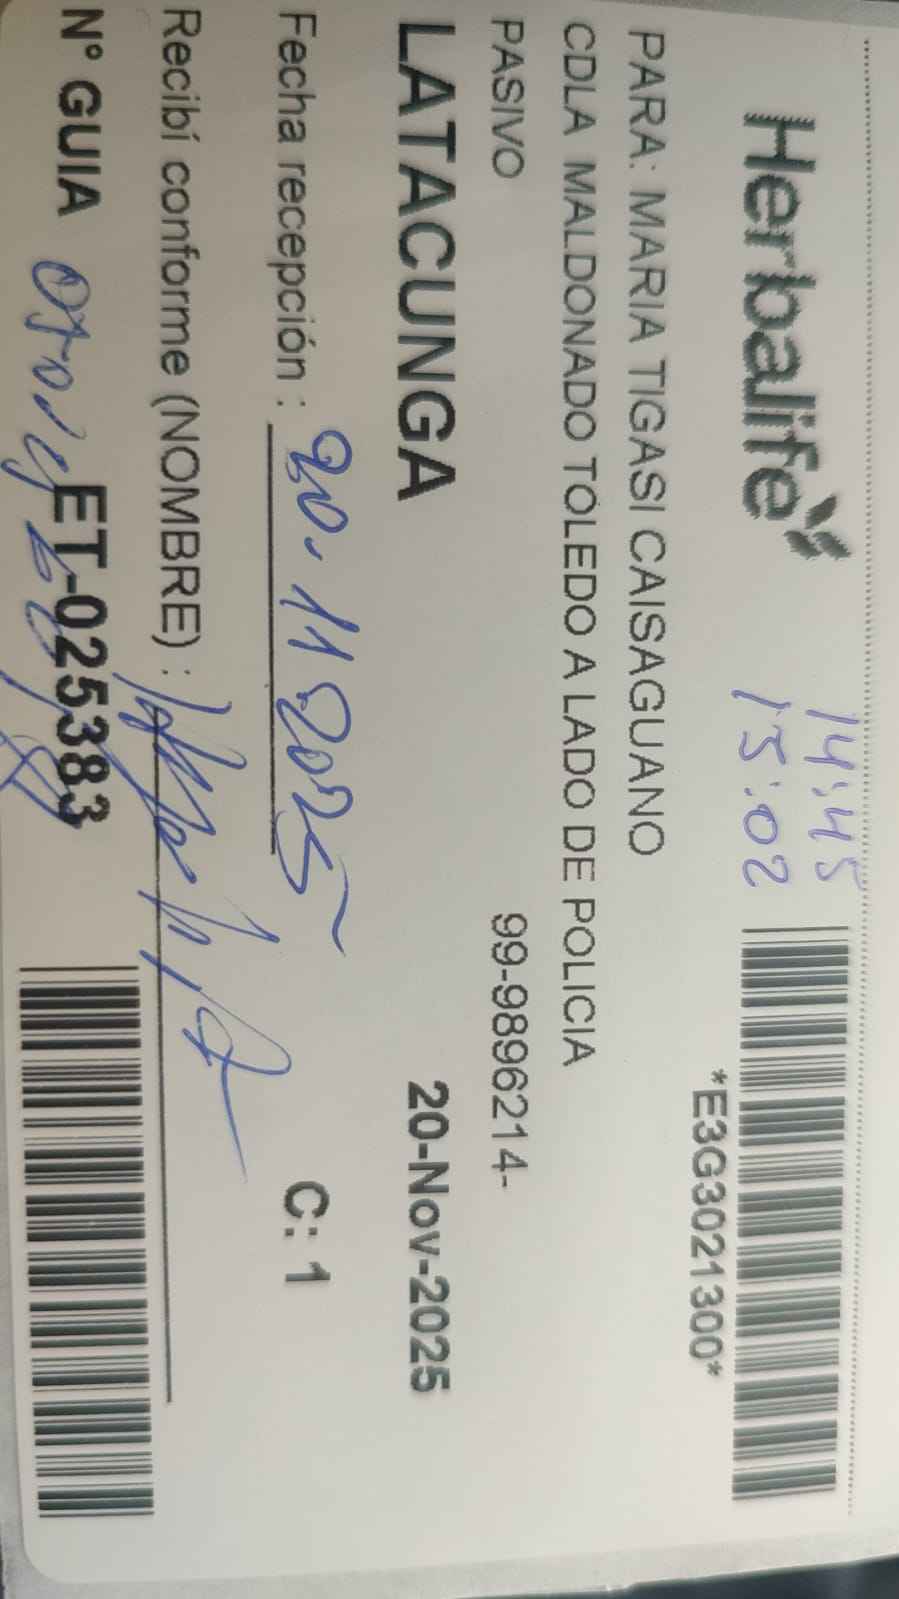 Herbalife
14:45
15:02
*E3G3021300*
PARA: MARIA TIGASI CAISAGUANO
CDLA MALDONADO TOLEDO A LADO DE POLICIA
PASIVO 99-9896214-
LATACUNGA 20-Nov-2025
Fecha recepción : 20.11 2025 C: 1
Recibí conforme (NOMBRE) :
N° GUIA ET-025383